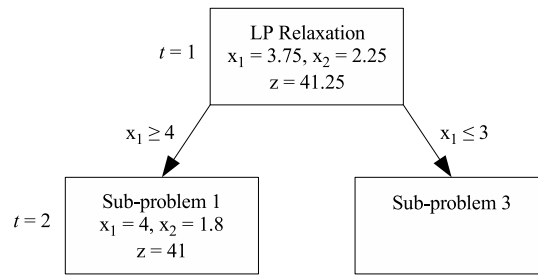 t = 1
LP Relaxation
x₁ = 3.75, x₂ = 2.25
z = 41.25
x₁ ≥ 4
x₁ ≤ 3
t = 2
Sub-problem 1
x₁ = 4, x₂ = 1.8
z = 41
Sub-problem 3